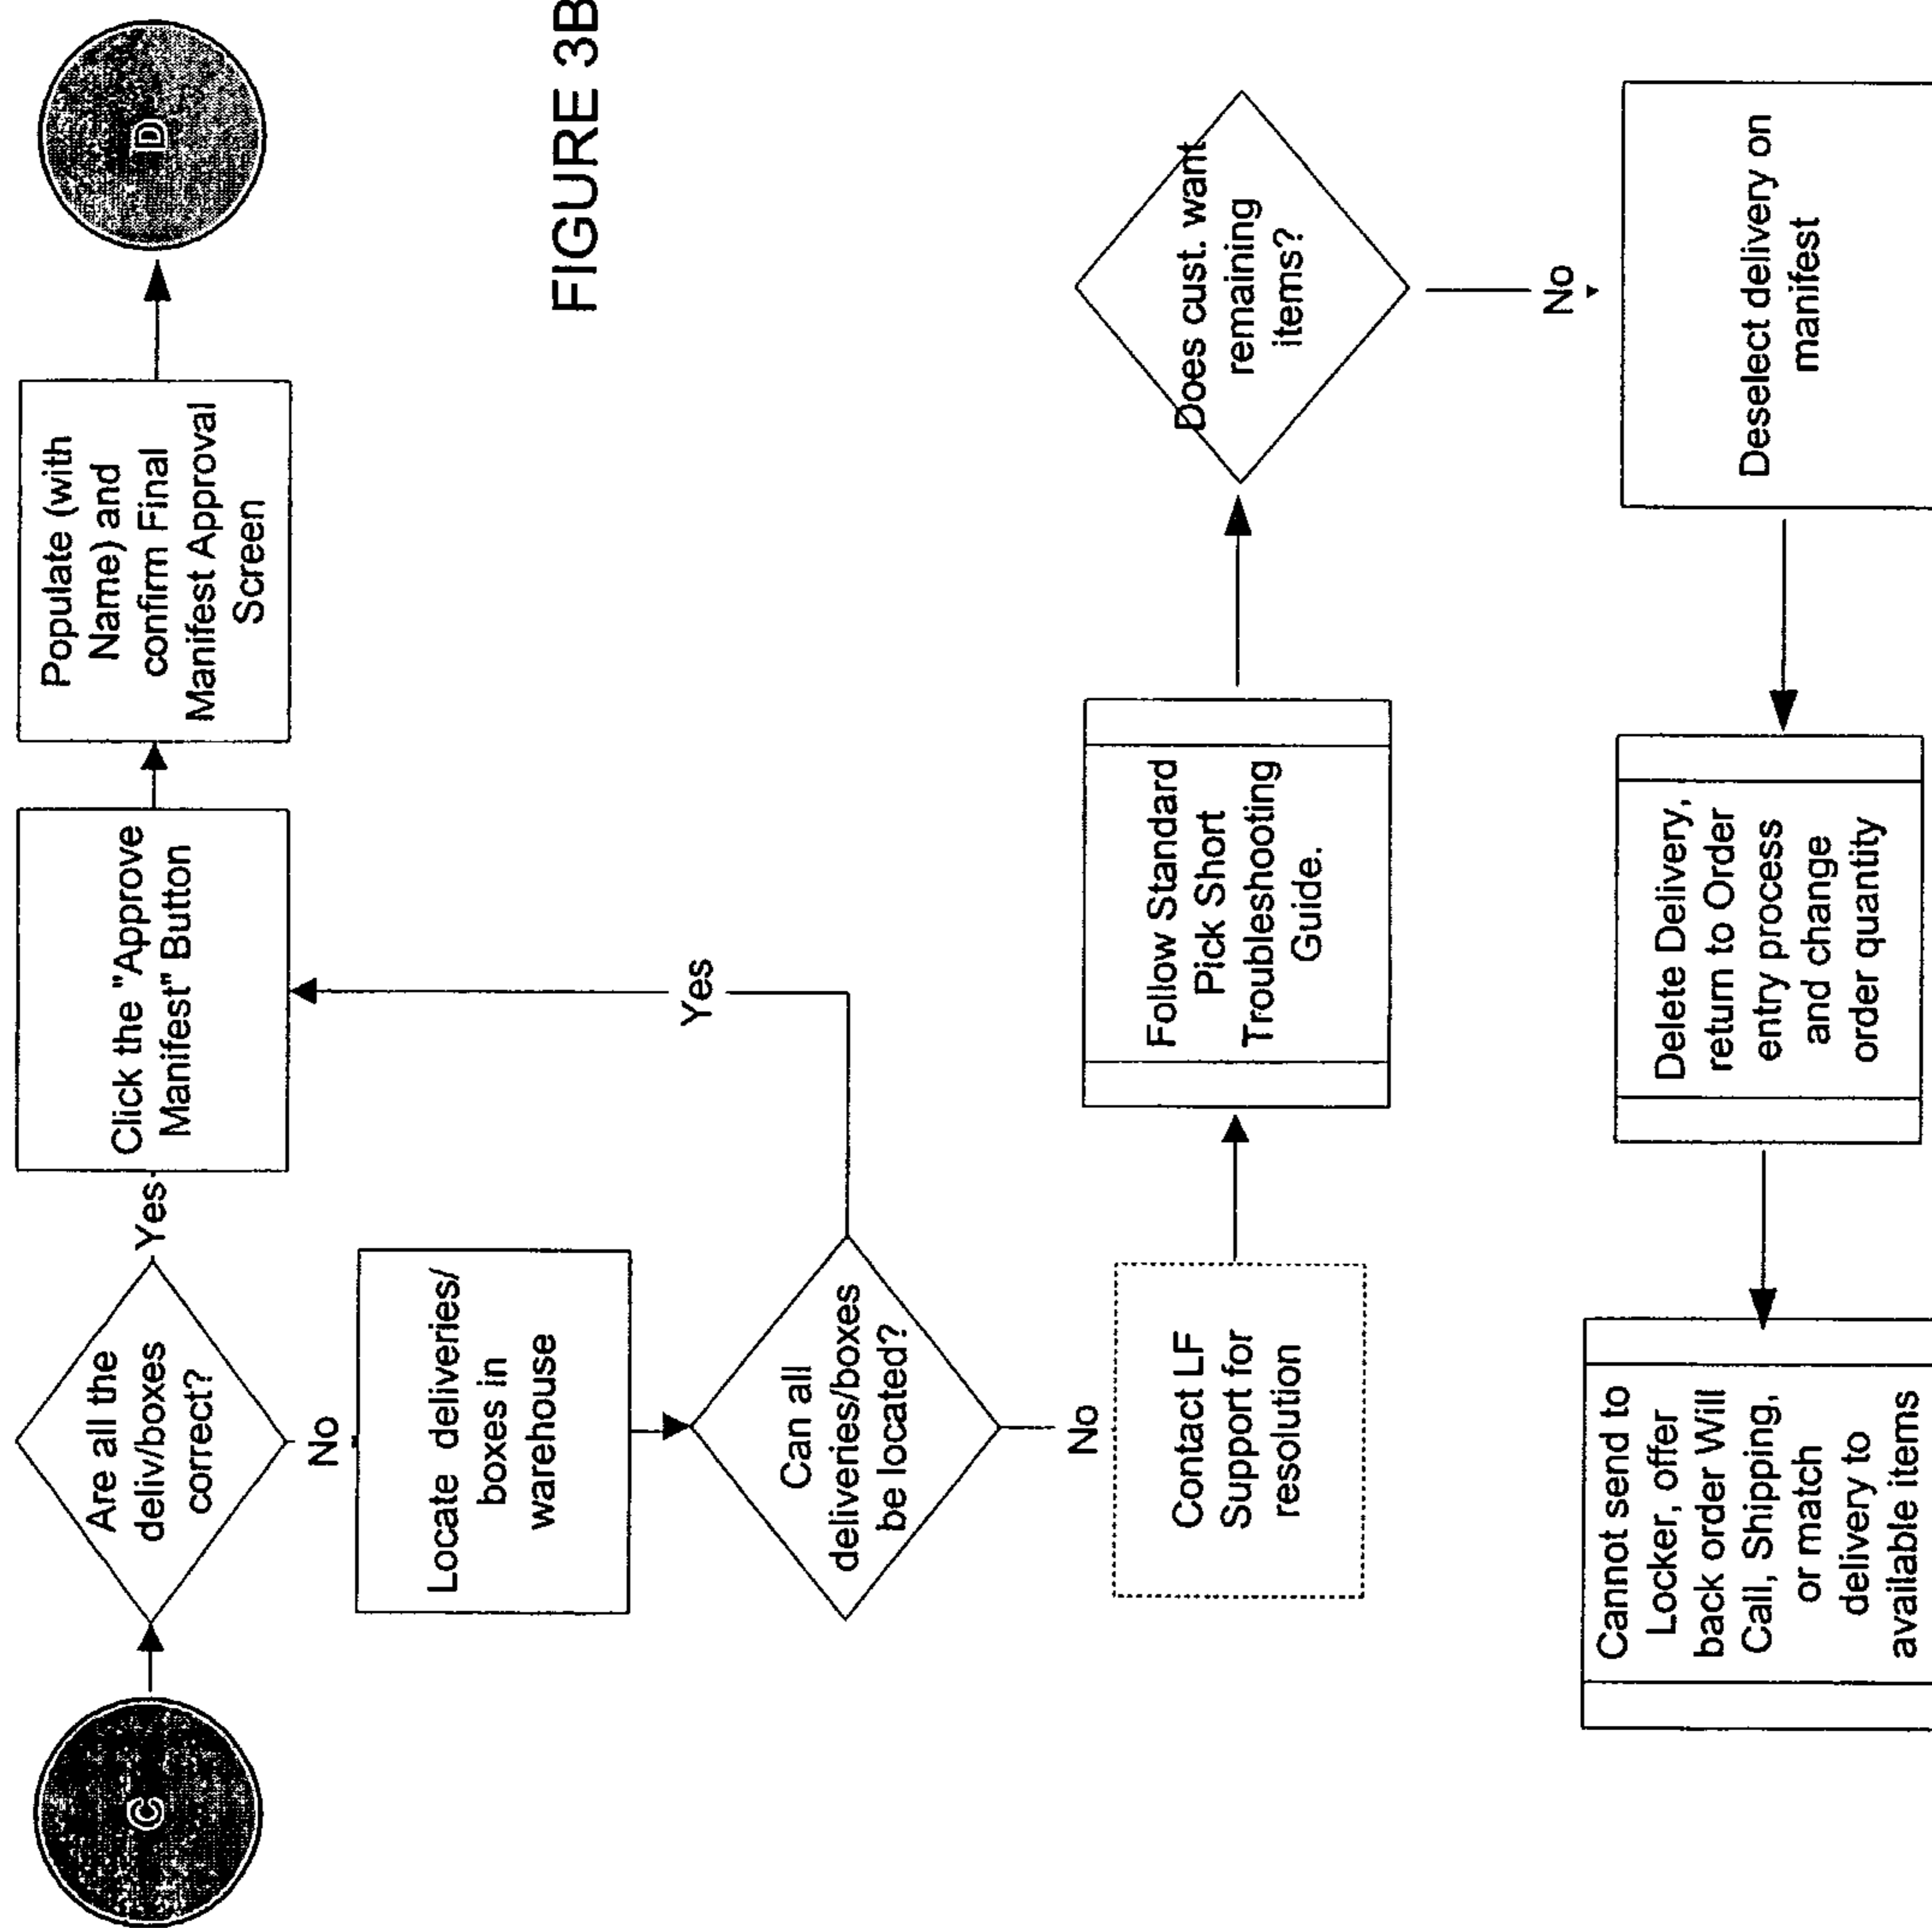 C
Are all the
deliv/boxes
correct?
Yes
Click the "Approve
Manifest" Button
Populate (with
Name) and
confirm Final
Manifest Approval
Screen
D
No
Locate deliveries/
boxes in
warehouse
Can all
deliveries/boxes
be located?
Yes
FIGURE 3B
No
Contact LF
Support for
resolution
Follow Standard
Pick Short
Troubleshooting
Guide.
Does cust. want
remaining
items?
No
Deselect delivery on
manifest
Delete Delivery,
return to Order
entry process
and change
order quantity
Cannot send to
Locker, offer
back order Will
Call, Shipping,
or match
delivery to
available items